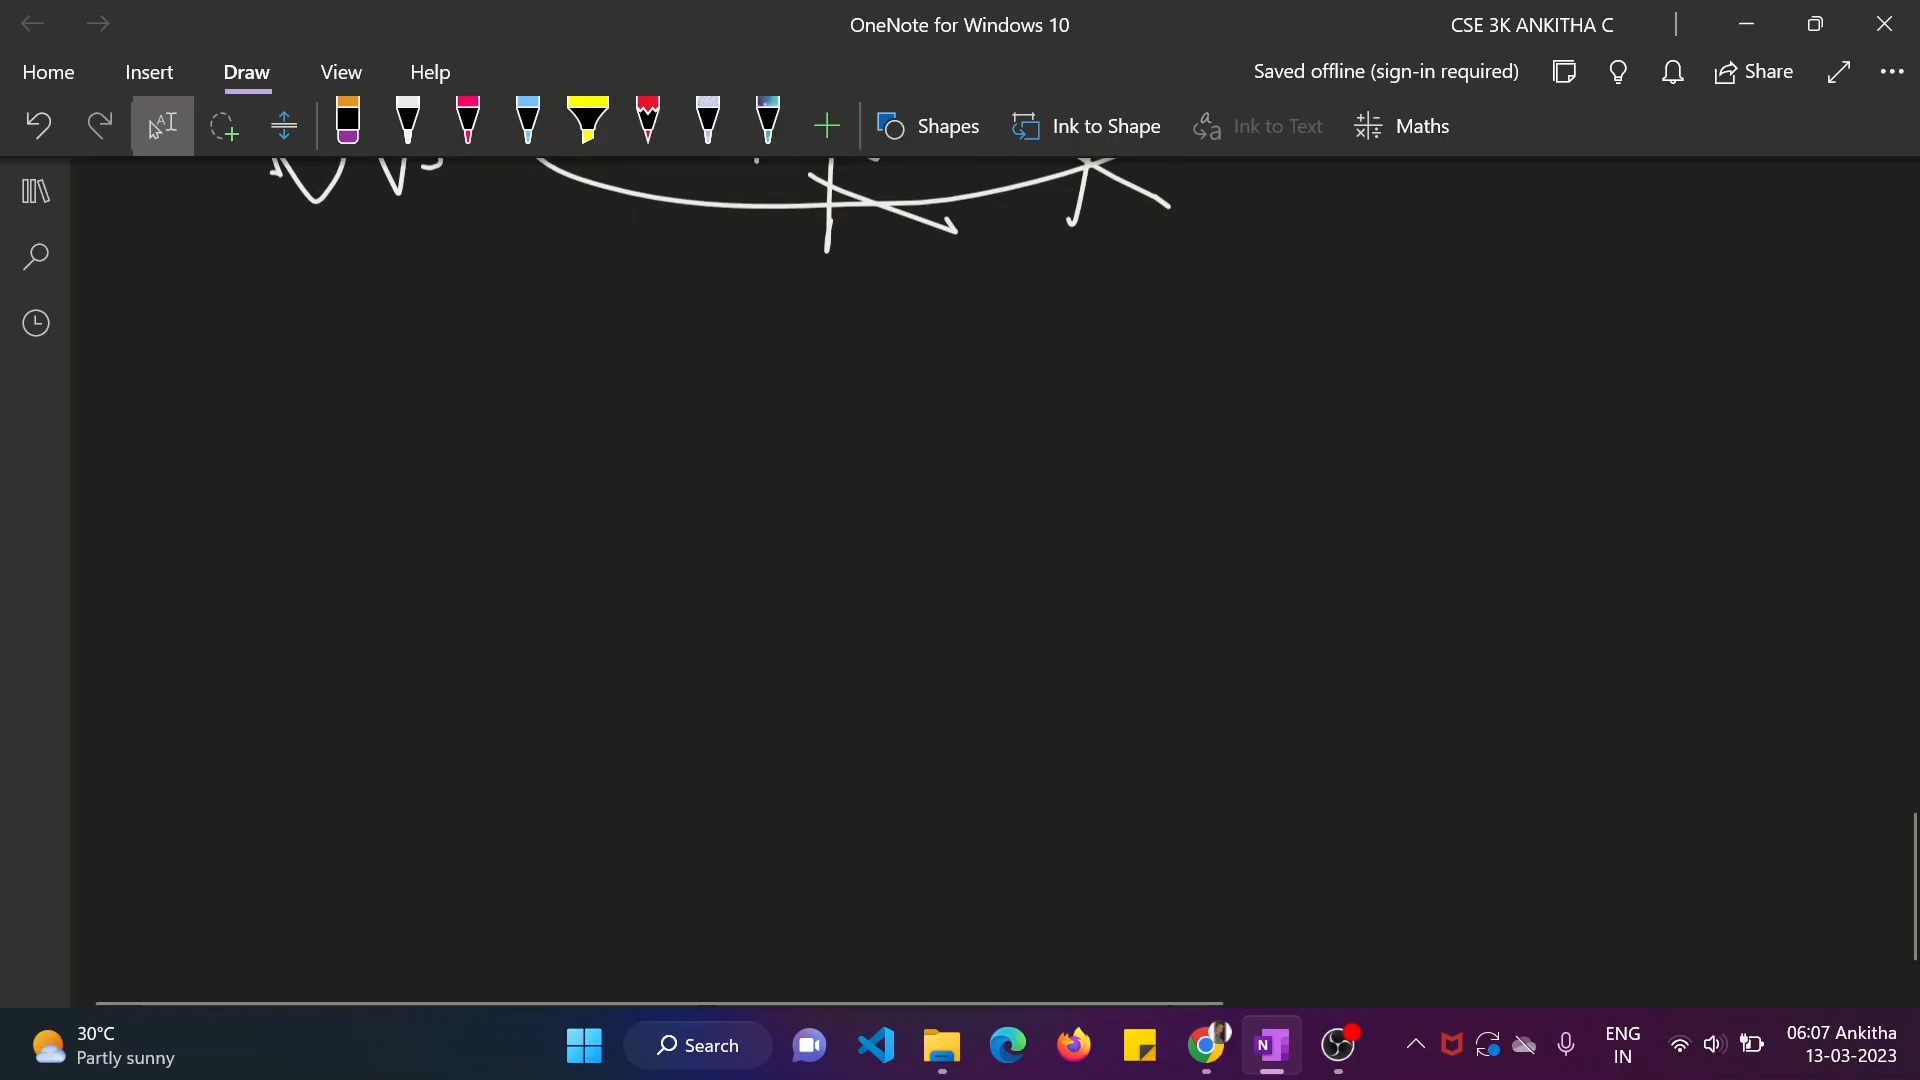 OneNote for Windows 10
CSE 3K ANKITHA C
Home Insert Draw View Help
Saved offline (sign-in required) Share
Shapes Ink to Shape Ink to Text Maths
30°C
Partly sunny
Search
ENG
IN
06:07 Ankitha
13-03-2023